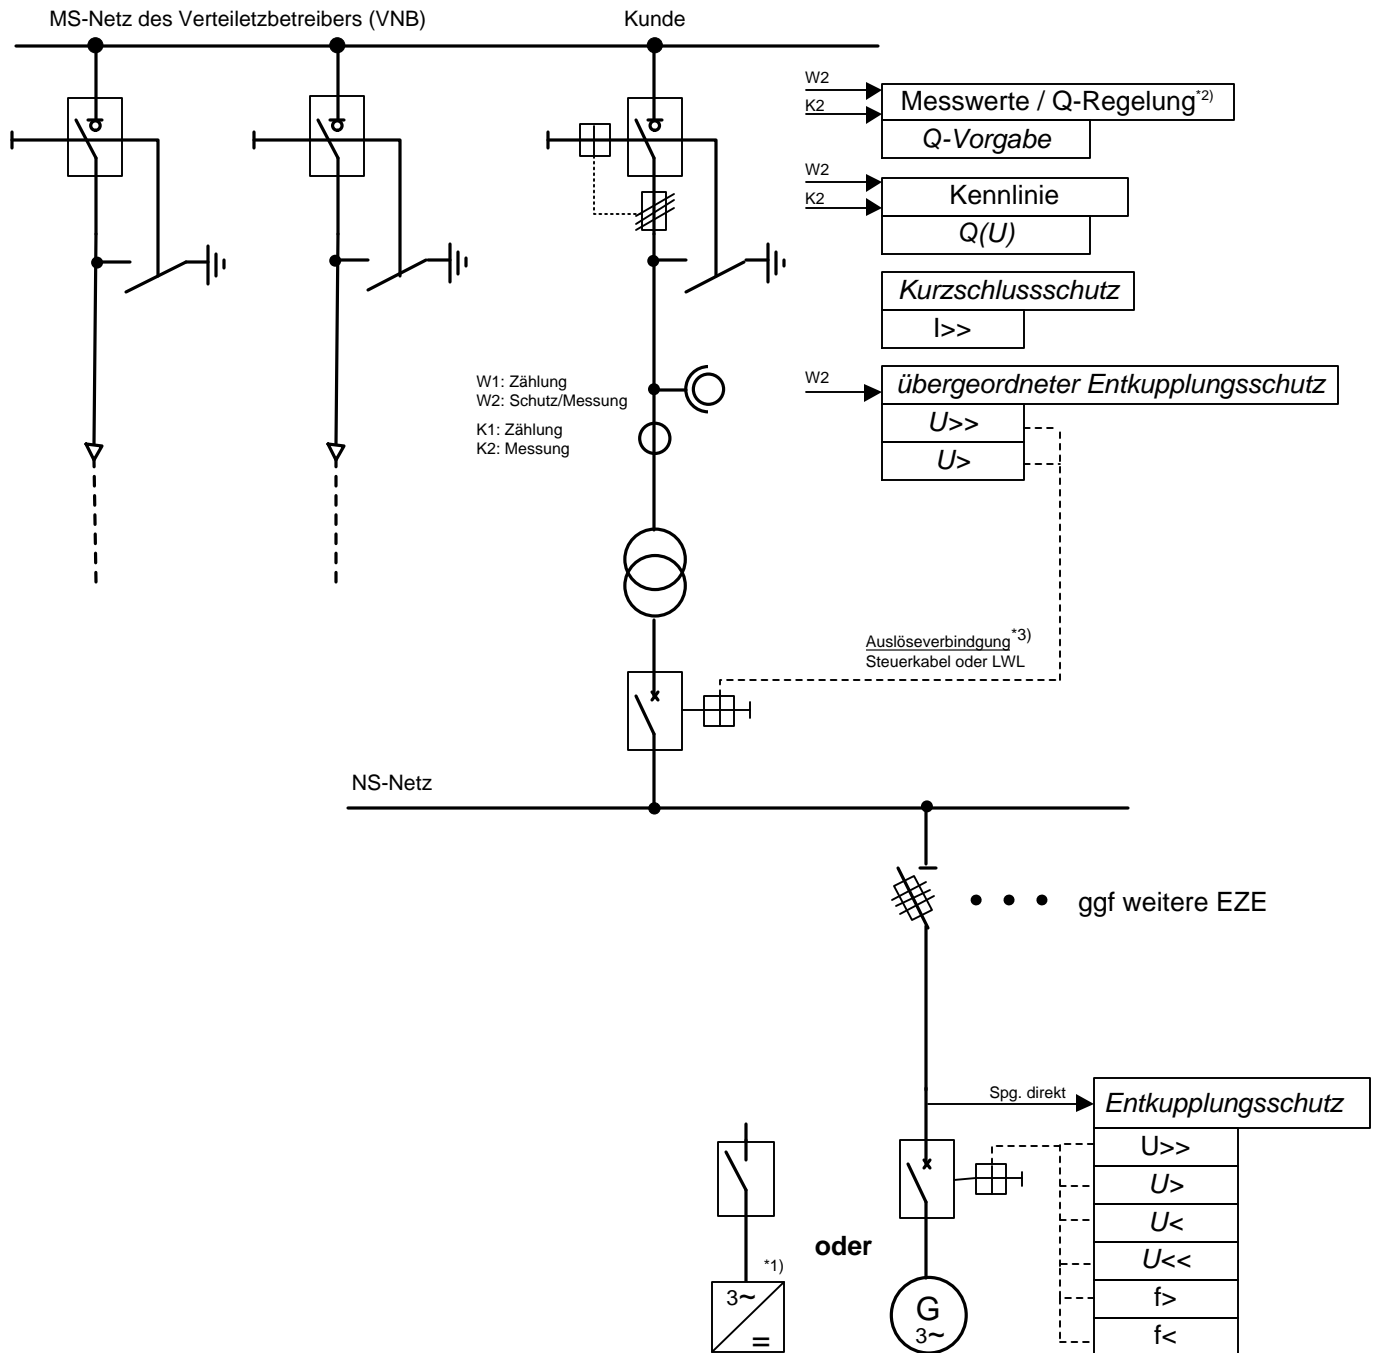 MS-Netz des Verteiletzbetreibers (VNB)
Kunde
W2
K2
Messwerte / Q-Regelung*2)
Q-Vorgabe
W2
K2
Kennlinie
Q(U)
Kurzschlussschutz
I>>
W2
übergeordneter Entkupplungsschutz
U>>
U>
W1: Zählung
W2: Schutz/Messung
K1: Zählung
K2: Messung
Auslöseverbindgung*3)
Steuerkabel oder LWL
NS-Netz
ggf weitere EZE
Spg. direkt
Entkupplungsschutz
U>>
U>
U<
U<<
f>
f<
oder
*1)
3~
=
G
3~